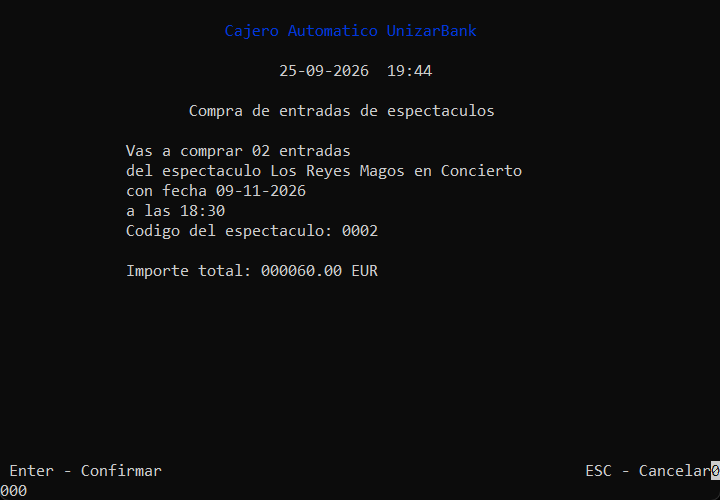 Cajero Automatico UnizarBank
25-09-2026  19:44
Compra de entradas de espectaculos
Vas a comprar 02 entradas
del espectaculo Los Reyes Magos en Concierto
con fecha 09-11-2026
a las 18:30
Codigo del espectaculo: 0002
Importe total: 000060.00 EUR
Enter - Confirmar ESC - Cancelar0
000